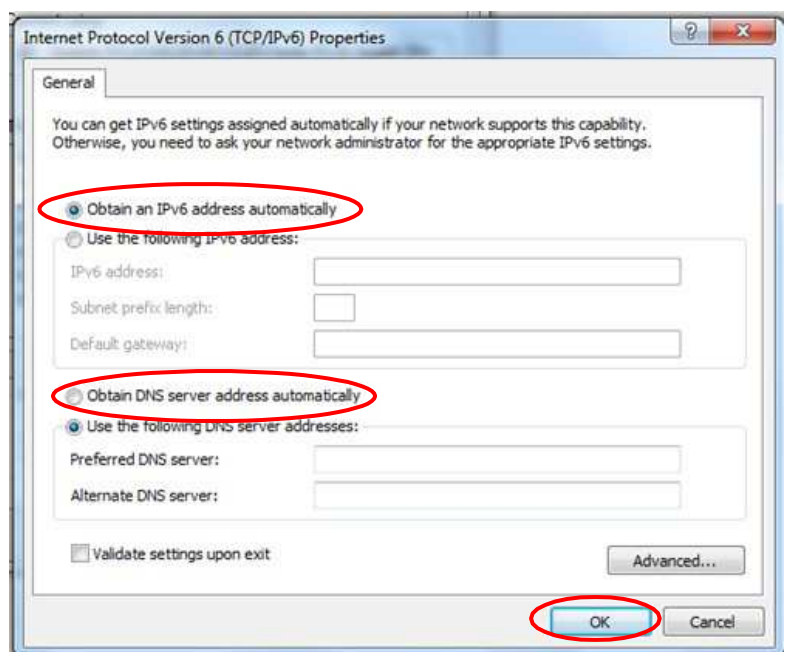 Internet Protocol Version 6 (TCP/IPv6) Properties
General
You can get IPv6 settings assigned automatically if your network supports this capability.
Otherwise, you need to ask your network administrator for the appropriate IPv6 settings.
Obtain an IPv6 address automatically
Use the following IPv6 address:
IPv6 address:
Subnet prefix length:
Default gateway:
Obtain DNS server address automatically
Use the following DNS server addresses:
Preferred DNS server:
Alternate DNS server:
Validate settings upon exit
Advanced...
OK Cancel